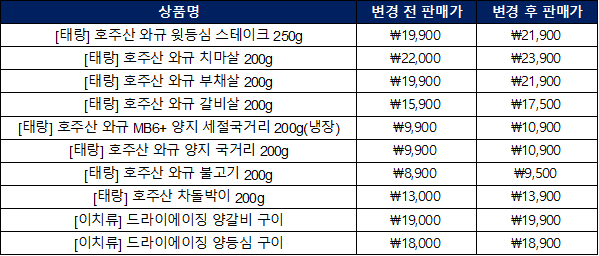 상품명 변경 전 판매가 변경 후 판매가
[태랑] 호주산 와규 윗등심 스테이크 250g ₩19,900 ₩21,900
[태랑] 호주산 와규 치마살 200g ₩22,000 ₩23,900
[태랑] 호주산 와규 부채살 200g ₩19,900 ₩21,900
[태랑] 호주산 와규 갈비살 200g ₩15,900 ₩17,500
[태랑] 호주산 와규 MB6+ 양지 세절국거리 200g(냉장) ₩9,900 ₩10,900
[태랑] 호주산 와규 양지 국거리 200g ₩9,900 ₩10,900
[태랑] 호주산 와규 불고기 200g ₩8,900 ₩9,500
[태랑] 호주산 차돌박이 200g ₩13,000 ₩13,900
[이치류] 드라이에이징 양갈비 구이 ₩19,000 ₩19,900
[이치류] 드라이에이징 양등심 구이 ₩18,000 ₩18,900